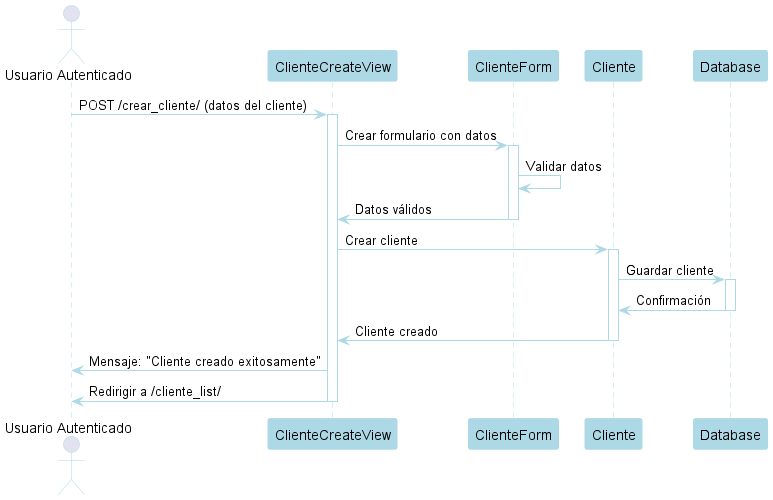 Usuario Autenticado
ClienteCreateView
ClienteForm
Cliente
Database
POST /crear_cliente/ (datos del cliente)
Crear formulario con datos
Validar datos
Datos válidos
Crear cliente
Guardar cliente
Confirmación
Cliente creado
Mensaje: "Cliente creado exitosamente"
Redirigir a /cliente_list/
Usuario Autenticado
ClienteCreateView
ClienteForm
Cliente
Database